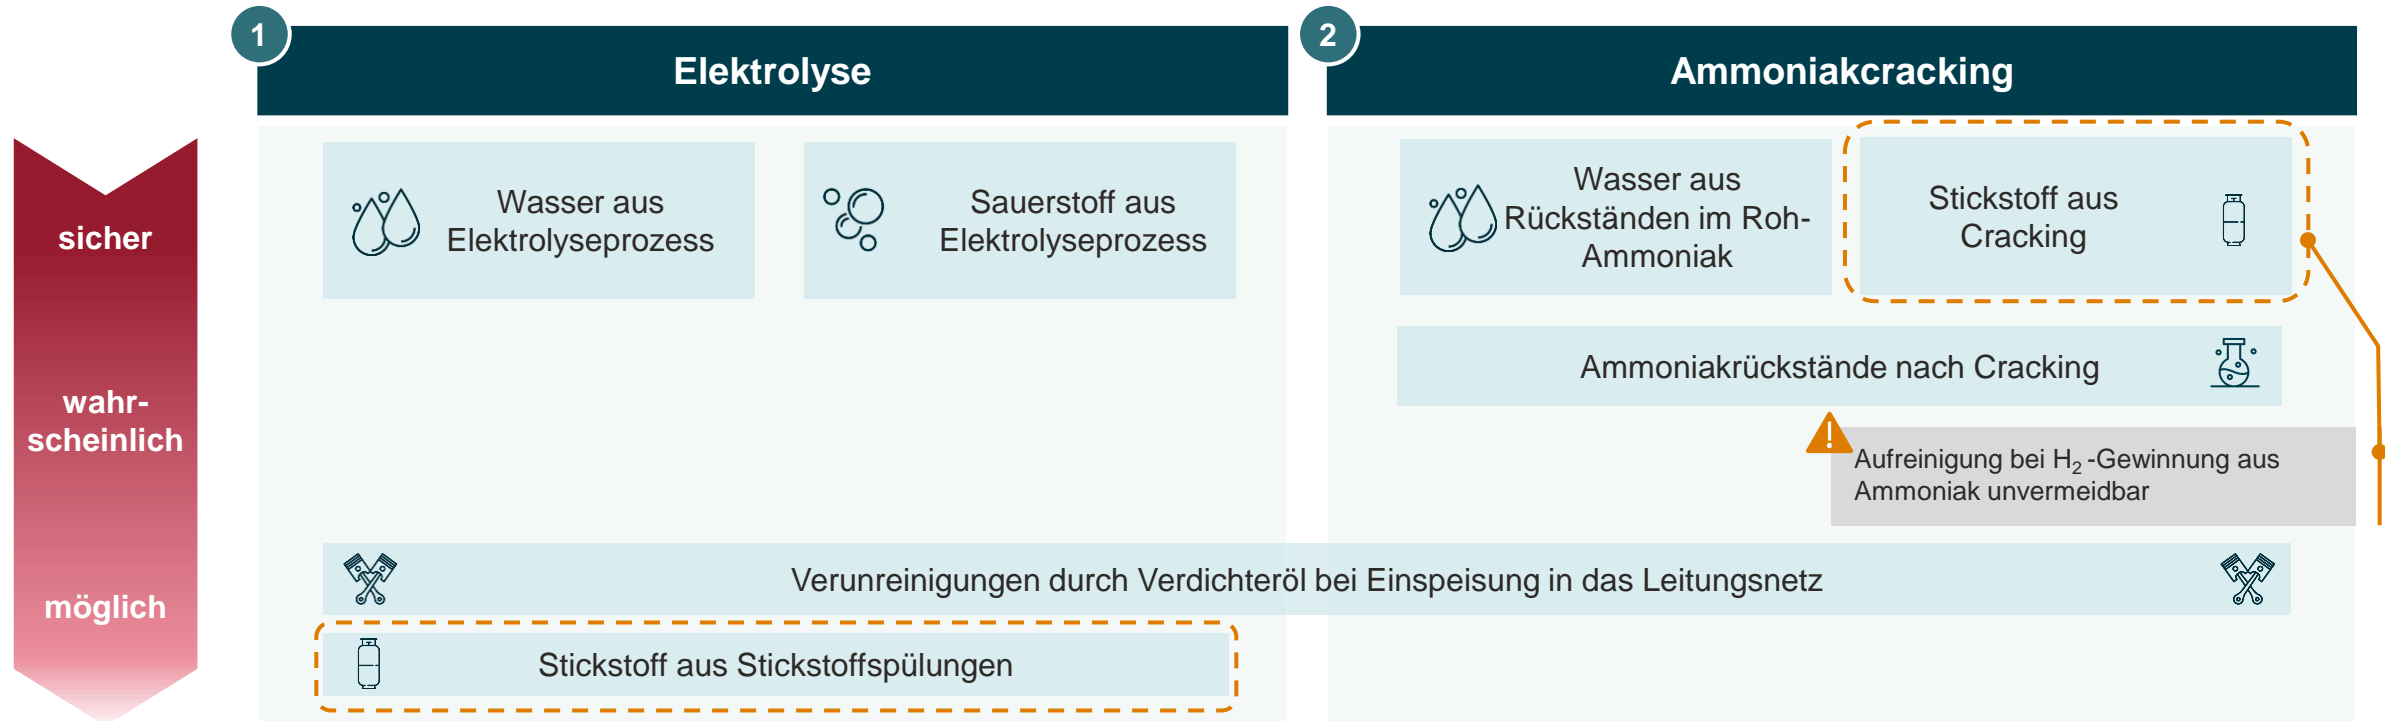 1
Elektrolyse
2
Ammoniakcracking
sicher
wahr-
scheinlich
möglich
Wasser aus
Elektrolyseprozess
Sauerstoff aus
Elektrolyseprozess
Wasser aus
Rückständen im Roh-
Ammoniak
Stickstoff aus
Cracking
Ammoniakrückstände nach Cracking
Aufreinigung bei H₂ -Gewinnung aus
Ammoniak unvermeidbar
Verunreinigungen durch Verdichteröl bei Einspeisung in das Leitungsnetz
Stickstoff aus Stickstoffspülungen